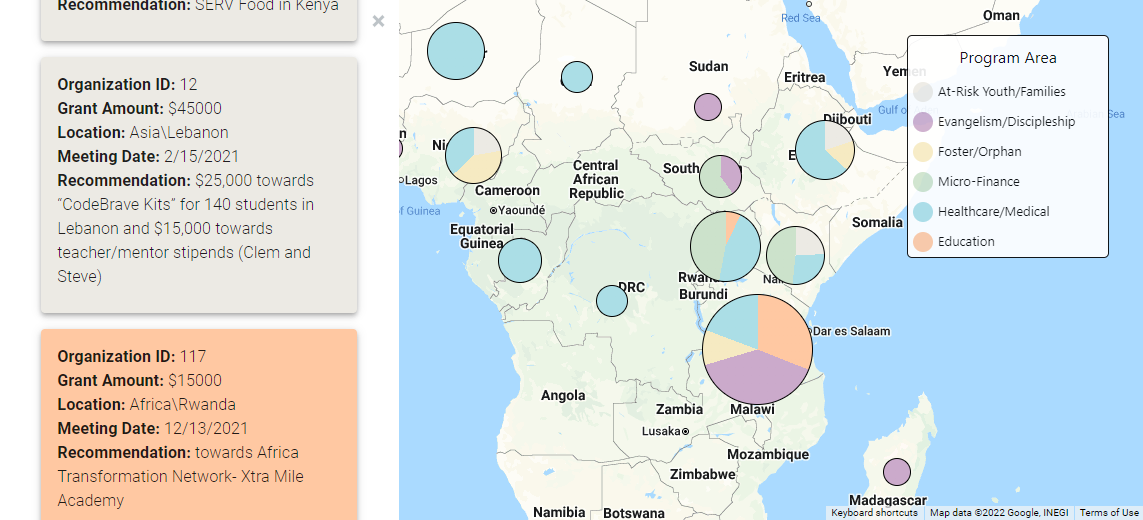 Recommendation: SERV Food in Kenya
×
Organization ID: 12
Grant Amount: $45000
Location: Asia\Lebanon
Meeting Date: 2/15/2021
Recommendation: $25,000 towards
“CodeBrave Kits” for 140 students in
Lebanon and $15,000 towards
teacher/mentor stipends (Clem and
Steve)
Organization ID: 117
Grant Amount: $15000
Location: Africa\Rwanda
Meeting Date: 12/13/2021
Recommendation: towards Africa
Transformation Network- Xtra Mile
Academy
Oman
Red Sea
Sudan
Eritrea
Yemen
Gulf of
Sea
Djibouti
South
Central
African
Republic
Lagos
Cameroon
of Guinea
Yaoundé
Equatorial
Guinea
Somalia
DRC
Burundi
Dar es Salaam
Angola
Zambia
Malawi
Lusaka
Mozambique
Zimbabwe
Madagascar
Namibia
Botswana
Program Area
At-Risk Youth/Families
Evangelism/Discipleship
Foster/Orphan
Micro-Finance
Healthcare/Medical
Education
Keyboard shortcuts
Map data ©2022 Google, INEGI
Terms of Use